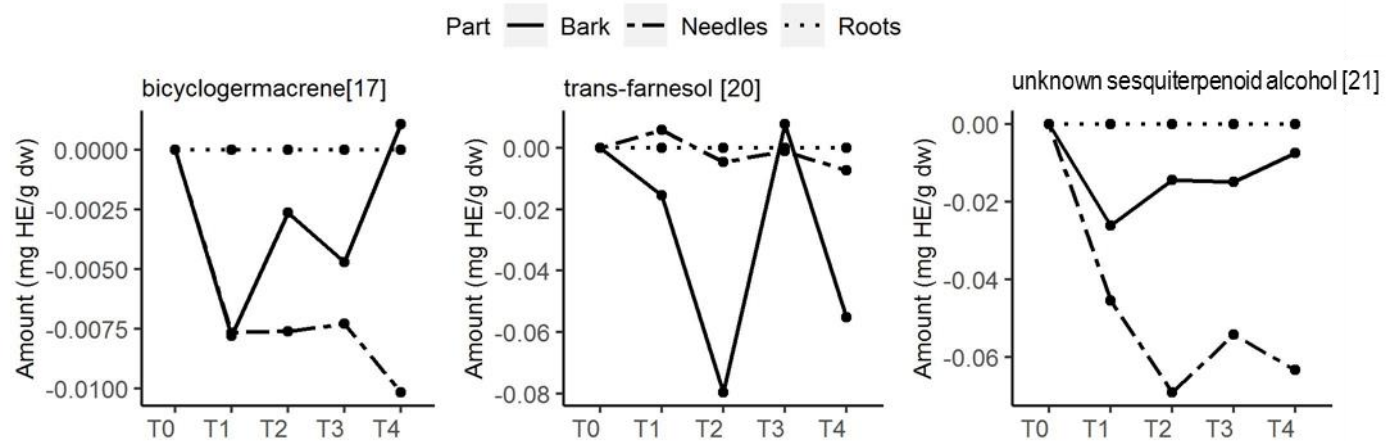 Part Bark Needles Roots
bicyclogermacrene[17]
Amount (mg HE/g dw)
0.0000
-0.0025
-0.0050
-0.0075
-0.0100
T0 T1 T2 T3 T4
trans-farnesol [20]
Amount (mg HE/g dw)
0.00
-0.02
-0.04
-0.06
-0.08
T0 T1 T2 T3 T4
unknown sesquiterpenoid alcohol [21]
Amount (mg HE/g dw)
0.00
-0.02
-0.04
-0.06
T0 T1 T2 T3 T4